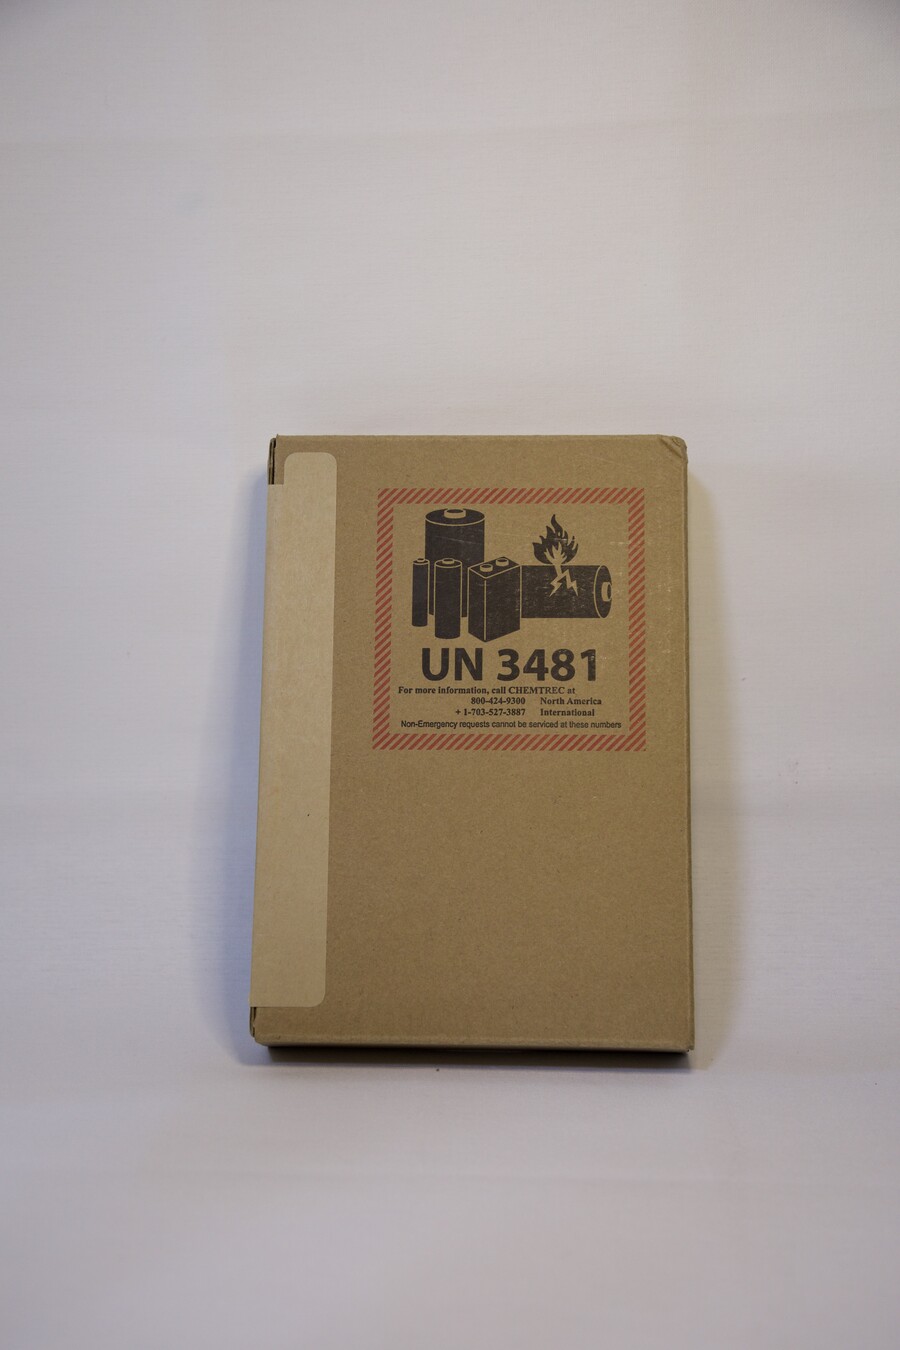 UN 3481
For more information, call CHEMTREC at
800-424-9300 North America
+ 1-703-527-3887 International
Non-Emergency requests cannot be serviced at these numbers